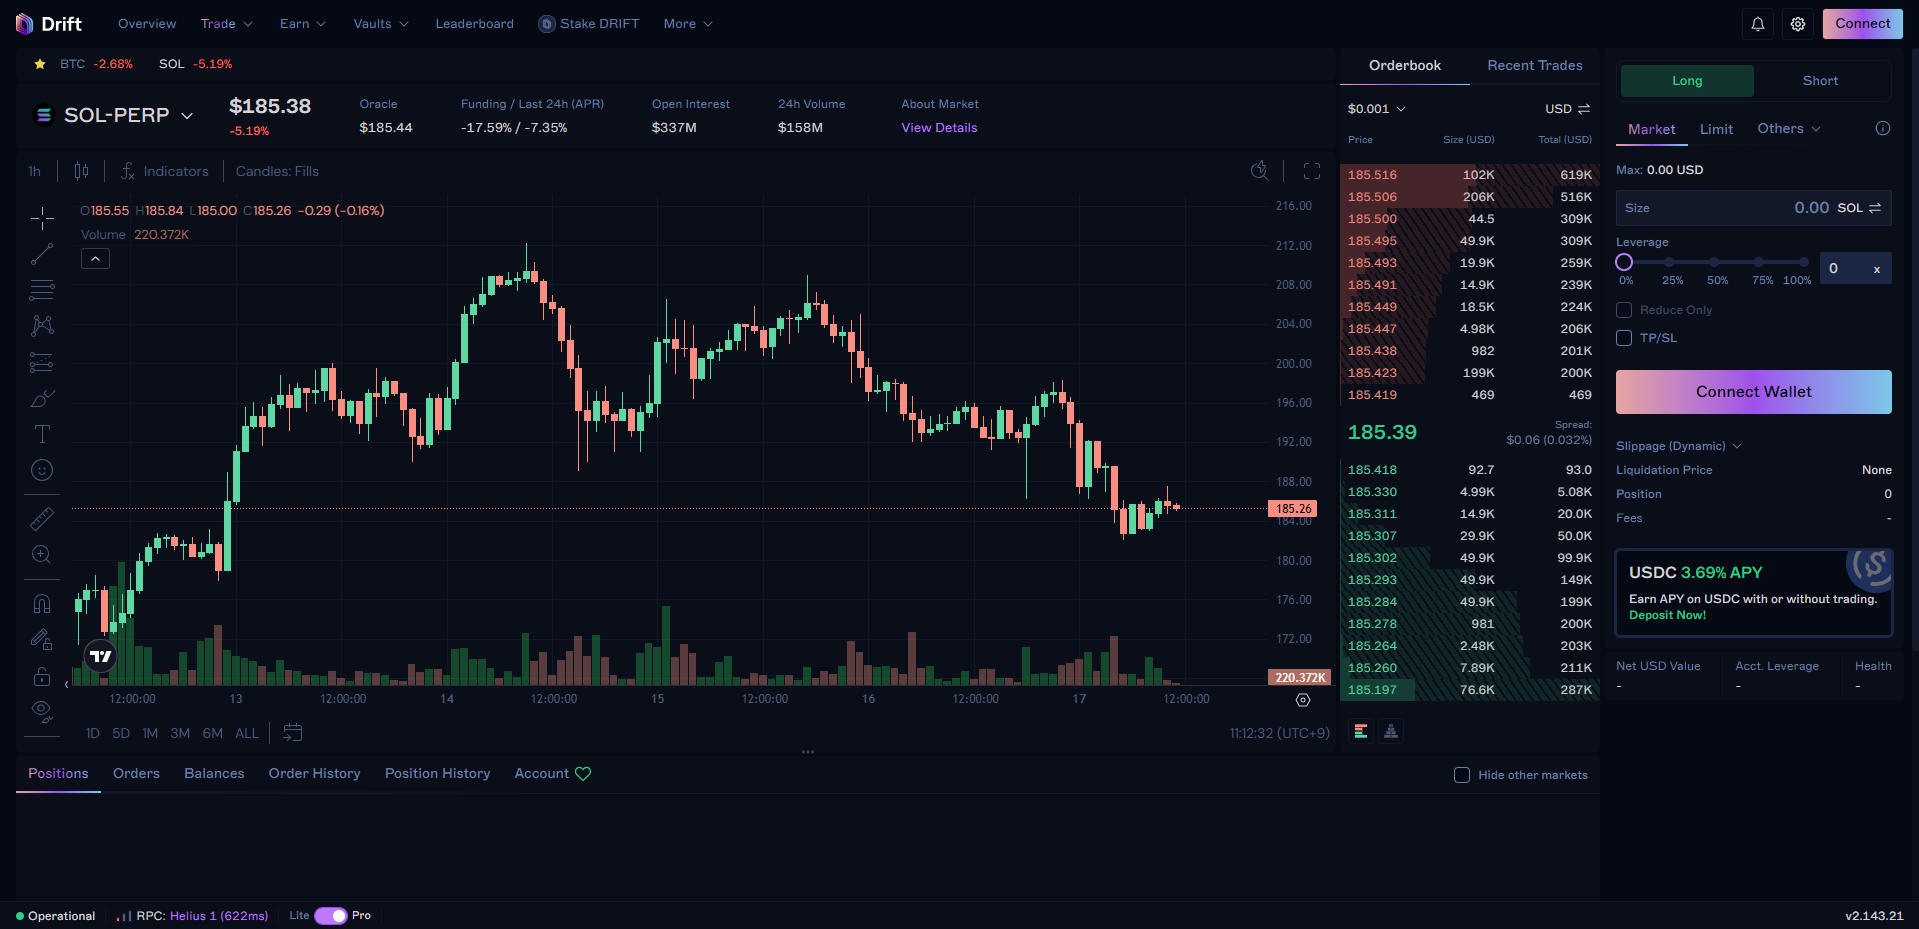 Drift Overview Trade Earn Vaults Leaderboard Stake DRIFT More Connect
BTC -2.68% SOL -5.19%
SOL-PERP
$185.38
-5.19%
Oracle
$185.44
Funding / Last 24h (APR)
-17.59% / -7.35%
Open Interest
$337M
24h Volume
$158M
About Market
View Details
1h Indicators Candles: Fills
O185.55 H185.84 L185.00 C185.26 −0.29 (−0.16%)
Volume 220.372K
216.00
212.00
208.00
204.00
200.00
196.00
192.00
188.00
185.26
184.00
180.00
176.00
172.00
220.372K
12:00:00 13 12:00:00 14 12:00:00 15 12:00:00 16 12:00:00 17 12:00:00
1D 5D 1M 3M 6M ALL 11:12:32 (UTC+9)
Orderbook Recent Trades
$0.001 USD
Price Size (USD) Total (USD)
185.516 102K 619K
185.506 206K 516K
185.500 44.5 309K
185.495 49.9K 309K
185.493 19.9K 259K
185.491 14.9K 239K
185.449 18.5K 224K
185.447 4.98K 206K
185.438 982 201K
185.423 199K 200K
185.419 469 469
185.39 Spread:
$0.06 (0.032%)
185.418 92.7 93.0
185.330 4.99K 5.08K
185.311 14.9K 20.0K
185.307 29.9K 50.0K
185.302 49.9K 99.9K
185.293 49.9K 149K
185.284 49.9K 199K
185.278 981 200K
185.264 2.48K 203K
185.260 7.89K 211K
185.197 76.6K 287K
Long Short
Market Limit Others
Max: 0.00 USD
Size 0.00 SOL
Leverage
0 x
0% 25% 50% 75% 100%
Reduce Only
TP/SL
Connect Wallet
Slippage (Dynamic)
Liquidation Price None
Position 0
Fees -
USDC 3.69% APY
Earn APY on USDC with or without trading.
Deposit Now!
Net USD Value Acct. Leverage Health
- - -
Positions Orders Balances Order History Position History Account Hide other markets
Operational RPC: Helius 1 (622ms) Lite Pro v2.143.21